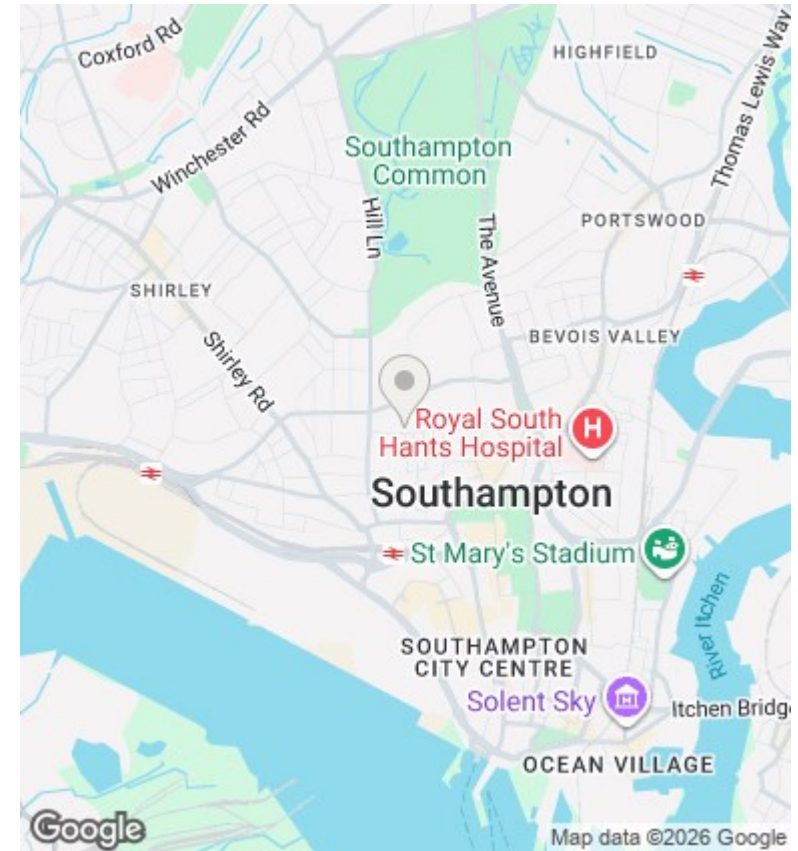 Coxford Rd
HIGHFIELD
Thomas Lewis Way
Winchester Rd
Southampton
Common
Hill Ln
The Avenue
PORTSWOOD
SHIRLEY
Shirley Rd
BEVOIS VALLEY
Royal South
Hants Hospital
H
Southampton
St Mary's Stadium
River Itchen
SOUTHAMPTON
CITY CENTRE
Solent Sky
Itchen Bridge
OCEAN VILLAGE
Google
Map data ©2026 Google